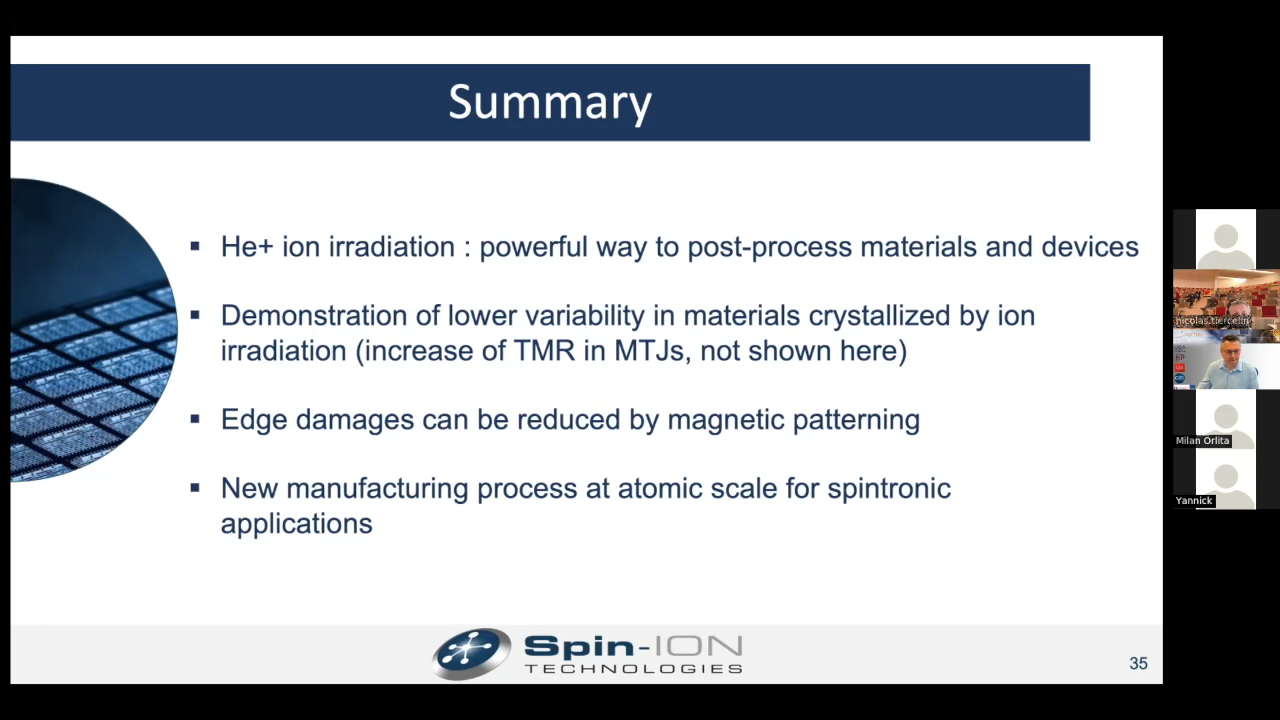 Summary
▪ He+ ion irradiation : powerful way to post-process materials and devices
▪ Demonstration of lower variability in materials crystallized by ion
irradiation (increase of TMR in MTJs, not shown here)
▪ Edge damages can be reduced by magnetic patterning
▪ New manufacturing process at atomic scale for spintronic
applications
Spin-ION
TECHNOLOGIES
35
nicolas.tiercelin
Milan Orlita
Yannick